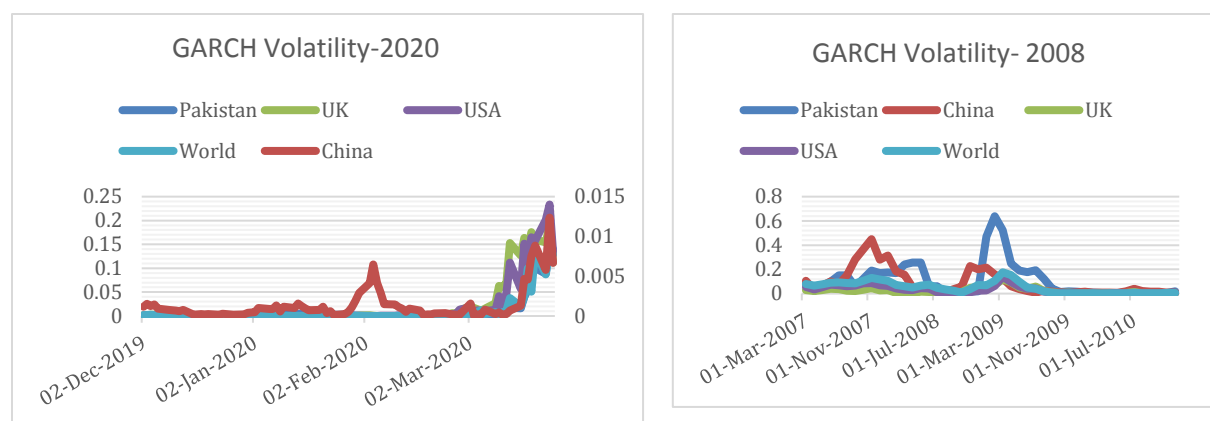 GARCH Volatility-2020
Pakistan UK USA
World China
0.25 0.015
0.2
0.15 0.01
0.1
0.05 0.005
0 0
02-Dec-2019 02-Jan-2020 02-Feb-2020 02-Mar-2020
GARCH Volatility- 2008
Pakistan China UK
USA World
0.8
0.6
0.4
0.2
0
01-Mar-2007 01-Nov-2007 01-Jul-2008 01-Mar-2009 01-Nov-2009 01-Jul-2010